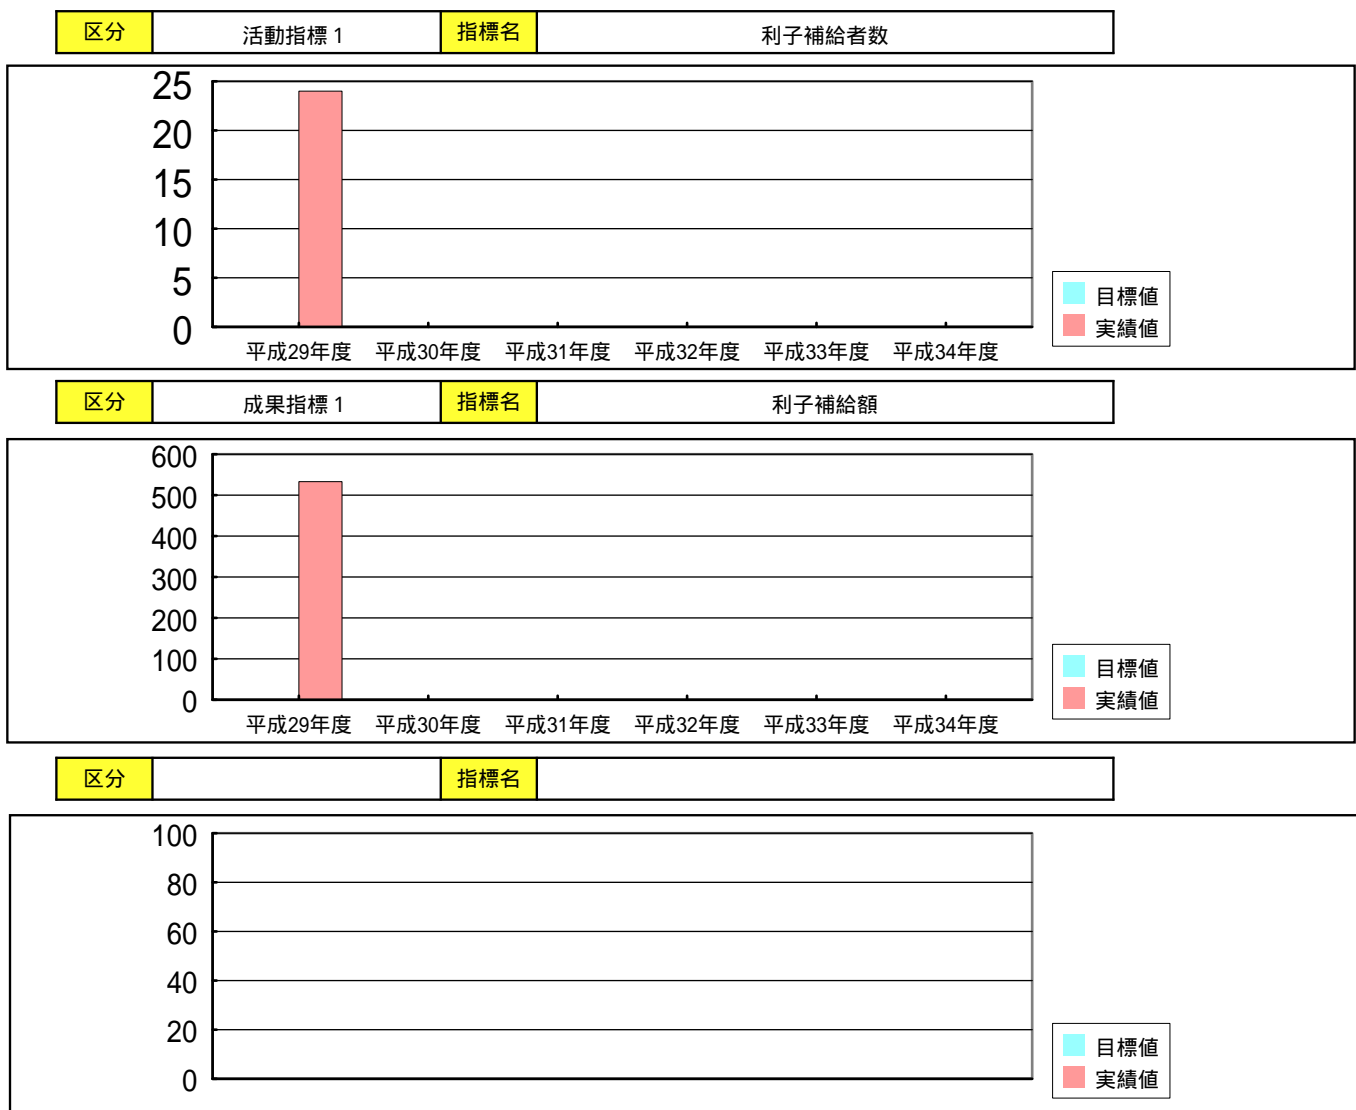 区分 活動指標1 指標名 利子補給者数
25
20
15
10
5
0
平成29年度 平成30年度 平成31年度 平成32年度 平成33年度 平成34年度
目標値
実績値
区分 成果指標1 指標名 利子補給額
600
500
400
300
200
100
0
平成29年度 平成30年度 平成31年度 平成32年度 平成33年度 平成34年度
目標値
実績値
区分 指標名
100
80
60
40
20
0
目標値
実績値